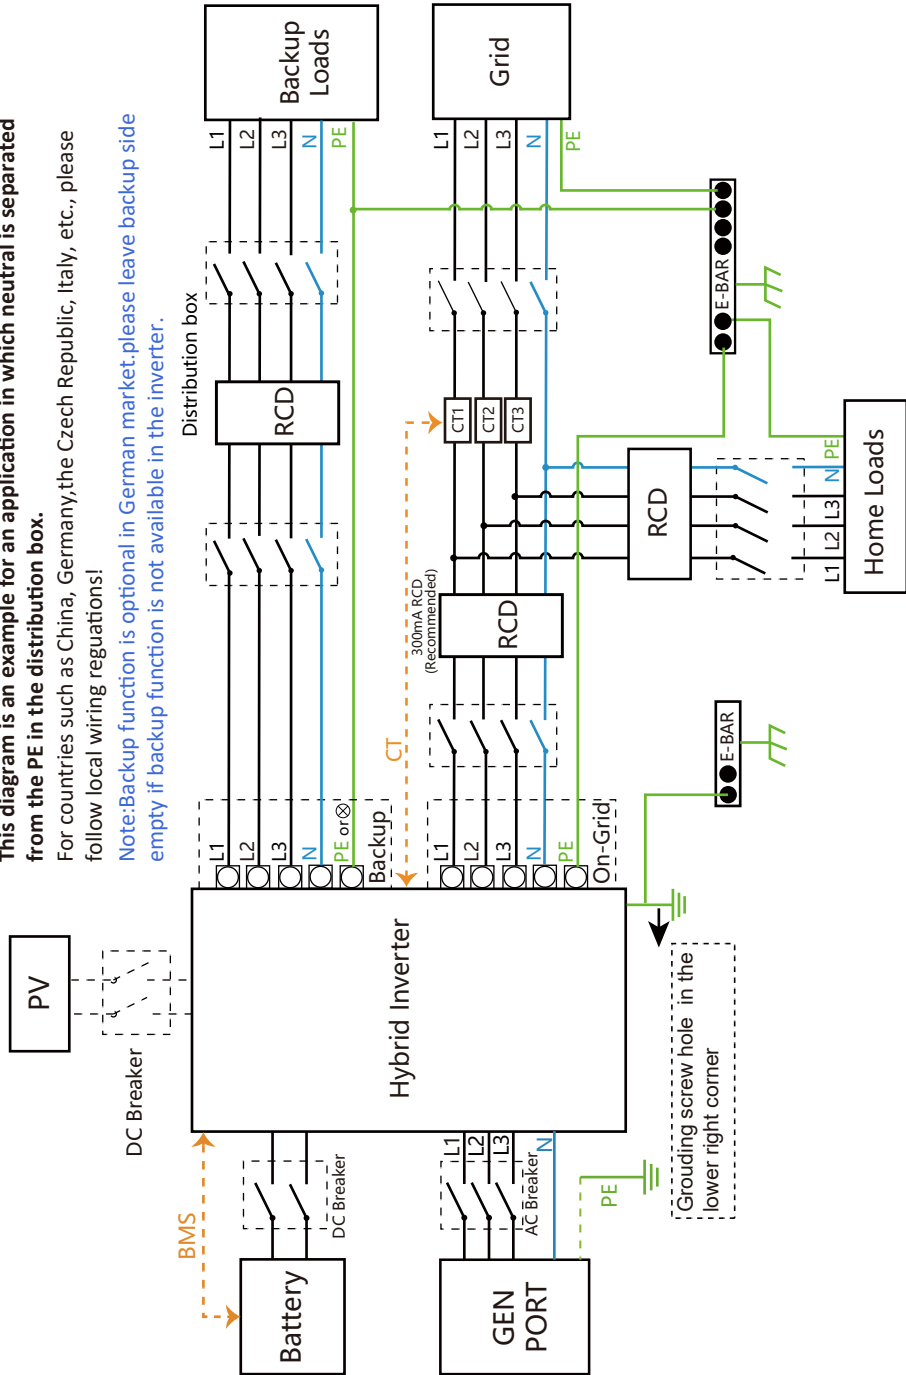 This diagram is an example for an application in which neutral is separated
from the PE in the distribution box.
For countries such as China, Germany,the Czech Republic, Italy, etc., please
follow local wiring reguations!
Note:Backup function is optional in German market.please leave backup side
empty if backup function is not available in the inverter.
PV
DC Breaker
BMS
Battery
DC Breaker
GEN
PORT
AC Breaker
L1
L2
L3
N
PE
Hybrid Inverter
Grouding screw hole in the
lower right corner
L1
L2
L3
N
PE or
Backup
CT
L1
L2
L3
N
PE
On-Grid
E-BAR
Distribution box
RCD
L1
L2
L3
N
PE
Backup
Loads
300mA RCD
(Recommended)
RCD
CT1
CT2
CT3
L1
L2
L3
N
PE
Grid
RCD
L1
L2
L3
N
PE
Home Loads
E-BAR